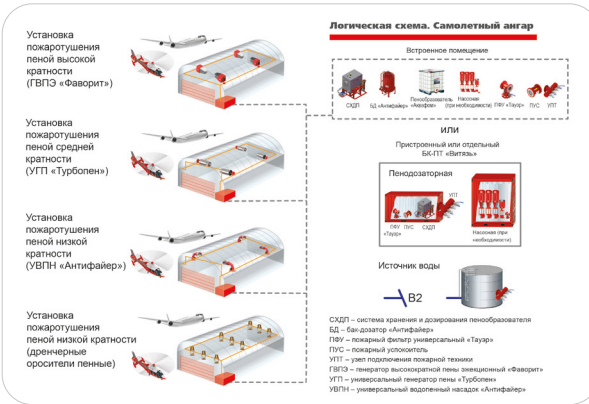 Установка
пожаротушения
пеной высокой
кратности
(ГВПЭ «Фаворит»)
Установка
пожаротушения
пеной средней
кратности
(УГП «Турбопен»)
Установка
пожаротушения
пеной низкой
кратности
(УВПН «Антифайер»)
Установка
пожаротушения
пеной низкой кратности
(дренчерные
оросители пенные)
Логическая схема. Самолетный ангар
Встроенное помещение
СХДП
БД «Антифайер»
Пенообразователь
«Аквафом»
Насосная
(при необходимости)
ПФУ «Тауэр»
ПУС
УПТ
или
Пристроенный или отдельный
БК-ПТ «Витязь»
Пенодозаторная
УПТ
ПФУ
«Тауэр»
ПУС
СХДП
Насосная (при
необходимости)
Источник воды
В2
СХДП – система хранения и дозирования пенообразователя
БД – бак-дозатор «Антифайер»
ПФУ – пожарный фильтр универсальный «Тауэр»
ПУС – пожарный успокоитель
УПТ – узел подключения пожарной техники
ГВПЭ – генератор высокократной пены эжекционный «Фаворит»
УГП – универсальный генератор пены «Турбопен»
УВПН – универсальный водопенный насадок «Антифайер»